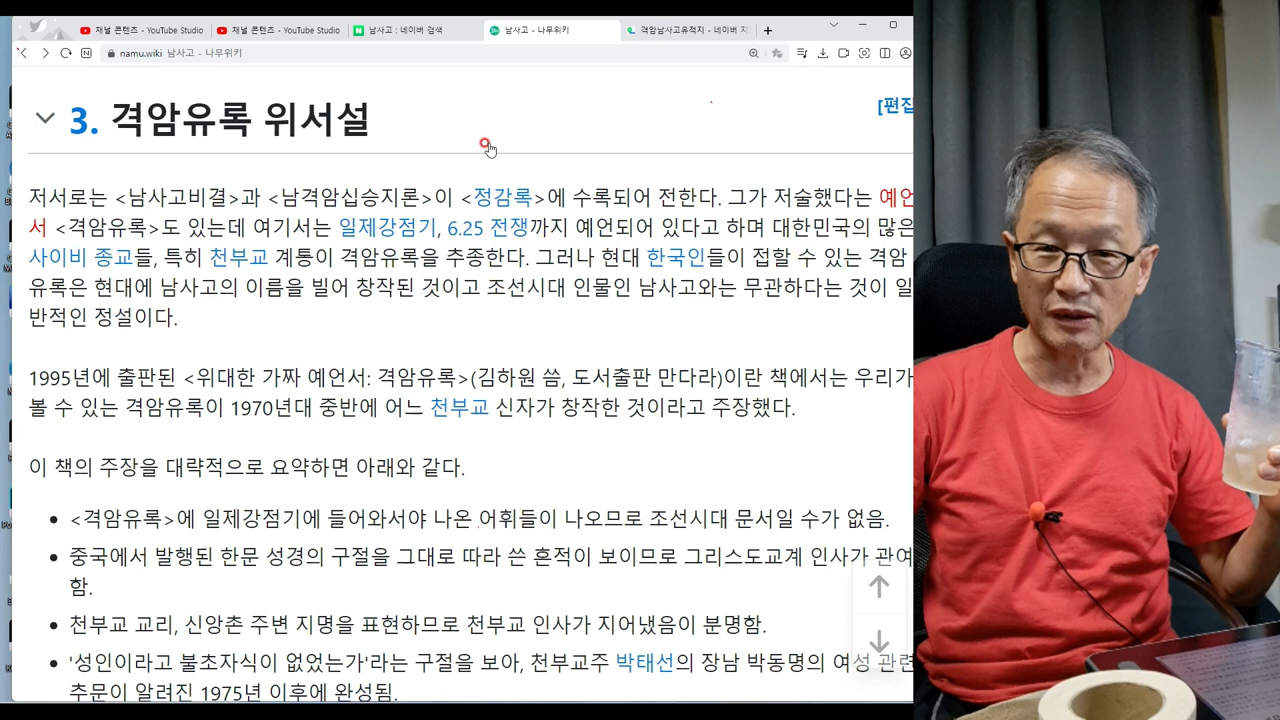 채널 콘텐츠 - YouTube Studio
채널 콘텐츠 - YouTube Studio
남사고 : 네이버 검색
남사고 - 나무위키
격암남사고유적지 - 네이버 지
namu.wiki 남사고 - 나무위키
3. 격암유록 위서설
[편집
저서로는 <남사고비결>과 <남격암십승지론>이 <정감록>에 수록되어 전한다. 그가 저술했다는 예언
서 <격암유록>도 있는데 여기서는 일제강점기, 6.25 전쟁까지 예언되어 있다고 하며 대한민국의 많은
사이비 종교들, 특히 천부교 계통이 격암유록을 추종한다. 그러나 현대 한국인들이 접할 수 있는 격암
유록은 현대에 남사고의 이름을 빌어 창작된 것이고 조선시대 인물인 남사고와는 무관하다는 것이 일
반적인 정설이다.
1995년에 출판된 <위대한 가짜 예언서: 격암유록>(김하원 씀, 도서출판 만다라)이란 책에서는 우리가
볼 수 있는 격암유록이 1970년대 중반에 어느 천부교 신자가 창작한 것이라고 주장했다.
이 책의 주장을 대략적으로 요약하면 아래와 같다.
• <격암유록>에 일제강점기에 들어와서야 나온 어휘들이 나오므로 조선시대 문서일 수가 없음.
• 중국에서 발행된 한문 성경의 구절을 그대로 따라 쓴 흔적이 보이므로 그리스도교계 인사가 관여
함.
• 천부교 교리, 신앙촌 주변 지명을 표현하므로 천부교 인사가 지어냈음이 분명함.
• '성인이라고 불초자식이 없었는가'라는 구절을 보아, 천부교주 박태선의 장남 박동명의 여성 관련
추문이 알려진 1975년 이후에 완성됨.